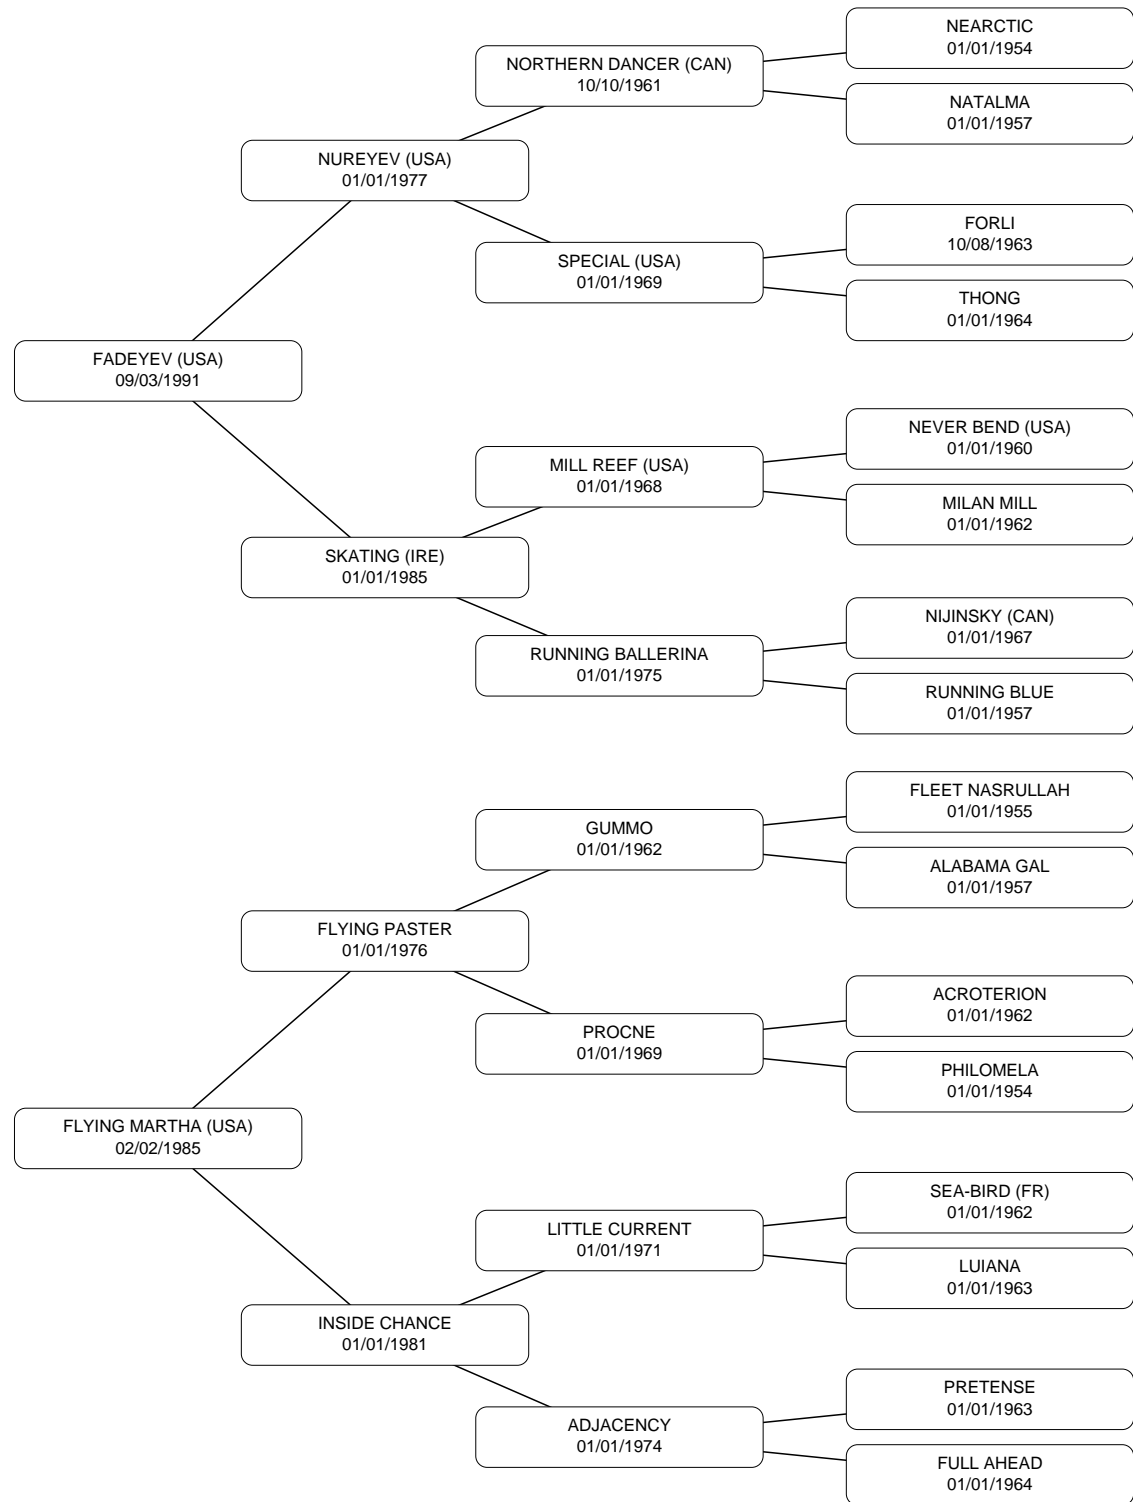 NEARCTIC
01/01/1954
NORTHERN DANCER (CAN)
10/10/1961
NATALMA
01/01/1957
NUREYEV (USA)
01/01/1977
FORLI
10/08/1963
SPECIAL (USA)
01/01/1969
THONG
01/01/1964
FADEYEV (USA)
09/03/1991
NEVER BEND (USA)
01/01/1960
MILL REEF (USA)
01/01/1968
MILAN MILL
01/01/1962
SKATING (IRE)
01/01/1985
NIJINSKY (CAN)
01/01/1967
RUNNING BALLERINA
01/01/1975
RUNNING BLUE
01/01/1957
FLEET NASRULLAH
01/01/1955
GUMMO
01/01/1962
ALABAMA GAL
01/01/1957
FLYING PASTER
01/01/1976
ACROTERION
01/01/1962
PROCNE
01/01/1969
PHILOMELA
01/01/1954
FLYING MARTHA (USA)
02/02/1985
SEA-BIRD (FR)
01/01/1962
LITTLE CURRENT
01/01/1971
LUIANA
01/01/1963
INSIDE CHANCE
01/01/1981
PRETENSE
01/01/1963
ADJACENCY
01/01/1974
FULL AHEAD
01/01/1964